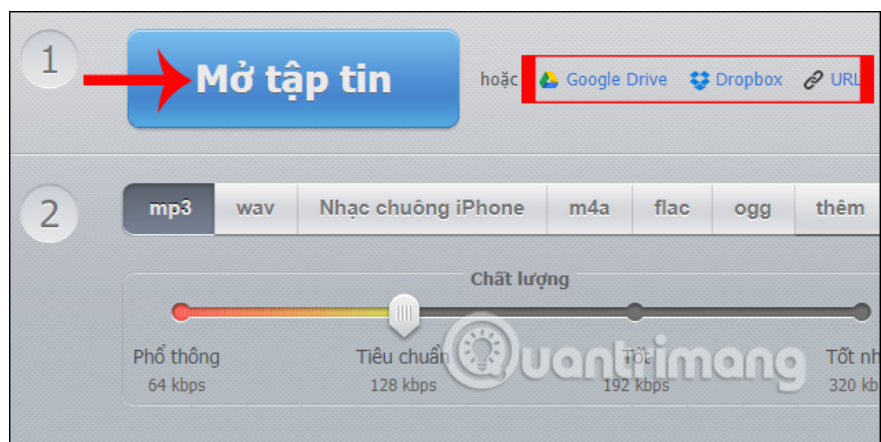 1
Mở tập tin
hoặc Google Drive Dropbox URL
2
mp3 wav Nhạc chuông iPhone m4a flac ogg thêm
Chất lượng
Phổ thông Tiêu chuẩn Tốt Tốt nh
64 kbps 128 kbps 192 kbps 320 kb
Quantrimang